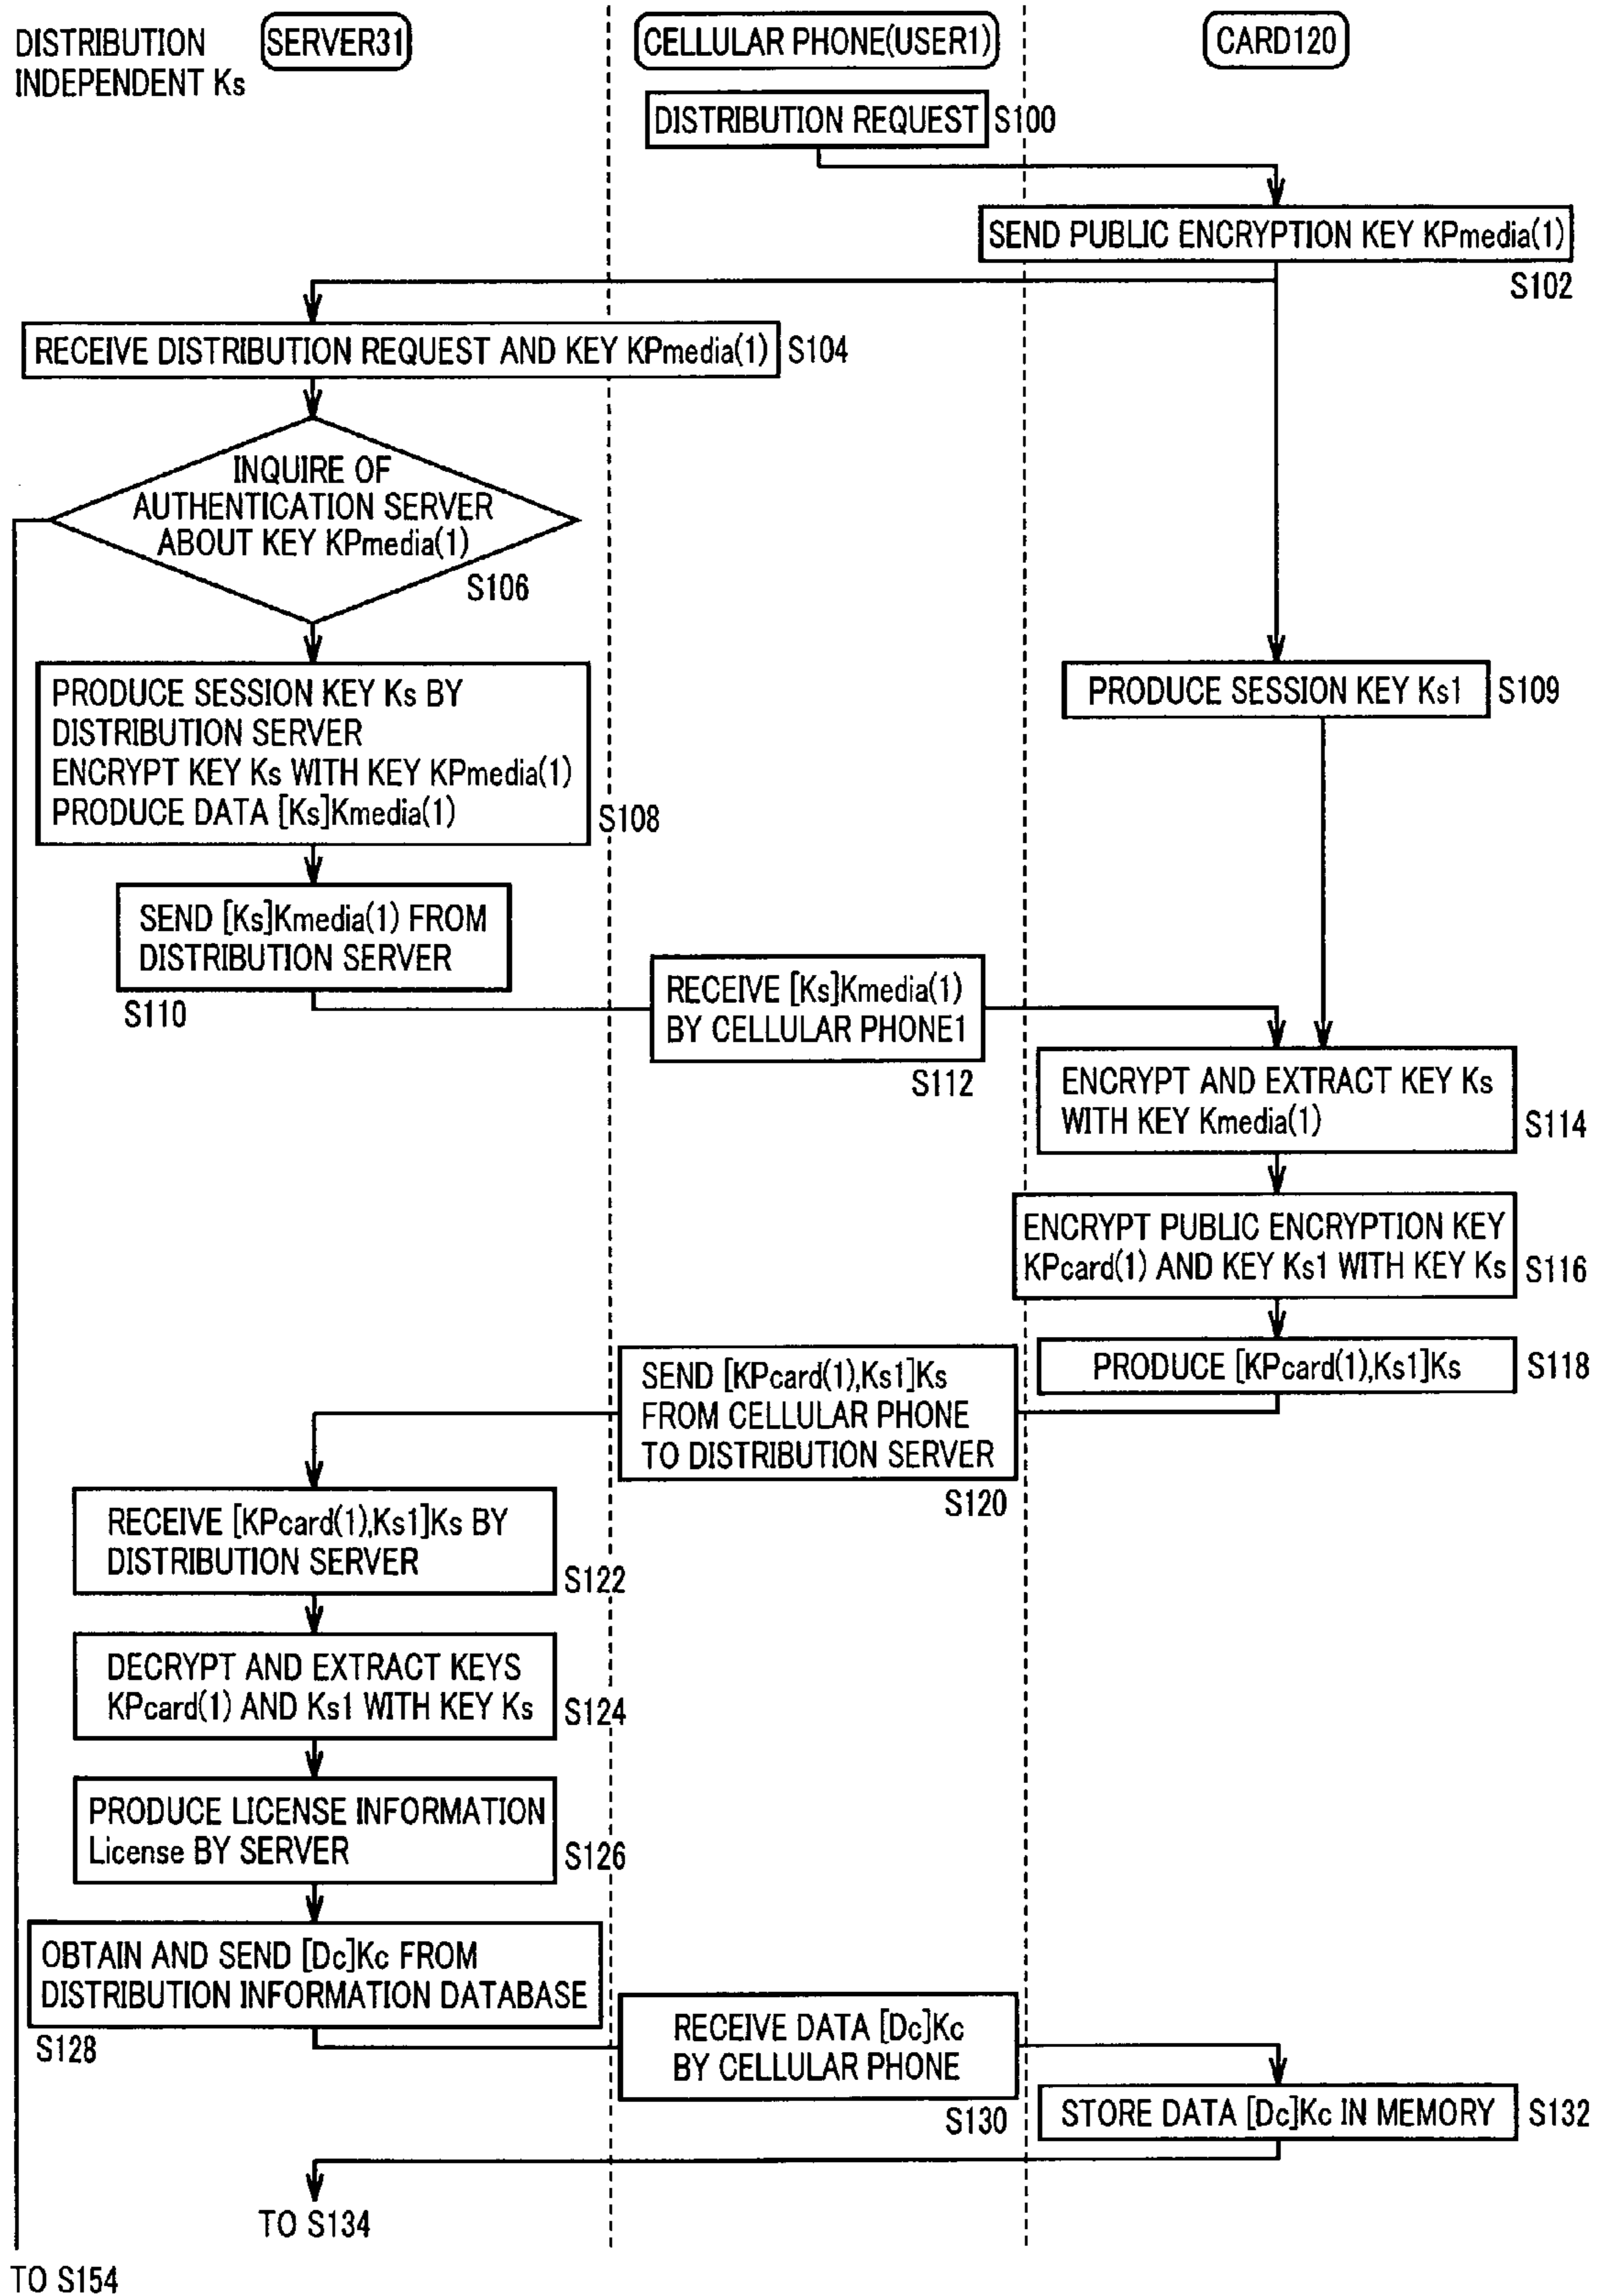 DISTRIBUTION
INDEPENDENT Ks
SERVER31
CELLULAR PHONE(USER1)
CARD120
DISTRIBUTION REQUEST
S100
SEND PUBLIC ENCRYPTION KEY KPmedia(1)
S102
RECEIVE DISTRIBUTION REQUEST AND KEY KPmedia(1)
S104
INQUIRE OF
AUTHENTICATION SERVER
ABOUT KEY KPmedia(1)
S106
PRODUCE SESSION KEY Ks BY
DISTRIBUTION SERVER
ENCRYPT KEY Ks WITH KEY KPmedia(1)
PRODUCE DATA [Ks]Kmedia(1)
S108
PRODUCE SESSION KEY Ks1
S109
SEND [Ks]Kmedia(1) FROM
DISTRIBUTION SERVER
S110
RECEIVE [Ks]Kmedia(1)
BY CELLULAR PHONE1
S112
ENCRYPT AND EXTRACT KEY Ks
WITH KEY Kmedia(1)
S114
ENCRYPT PUBLIC ENCRYPTION KEY
KPcard(1) AND KEY Ks1 WITH KEY Ks
S116
PRODUCE [KPcard(1),Ks1]Ks
S118
SEND [KPcard(1),Ks1]Ks
FROM CELLULAR PHONE
TO DISTRIBUTION SERVER
S120
RECEIVE [KPcard(1),Ks1]Ks BY
DISTRIBUTION SERVER
S122
DECRYPT AND EXTRACT KEYS
KPcard(1) AND Ks1 WITH KEY Ks
S124
PRODUCE LICENSE INFORMATION
License BY SERVER
S126
OBTAIN AND SEND [Dc]Kc FROM
DISTRIBUTION INFORMATION DATABASE
S128
RECEIVE DATA [Dc]Kc
BY CELLULAR PHONE
S130
STORE DATA [Dc]Kc IN MEMORY
S132
TO S134
TO S154